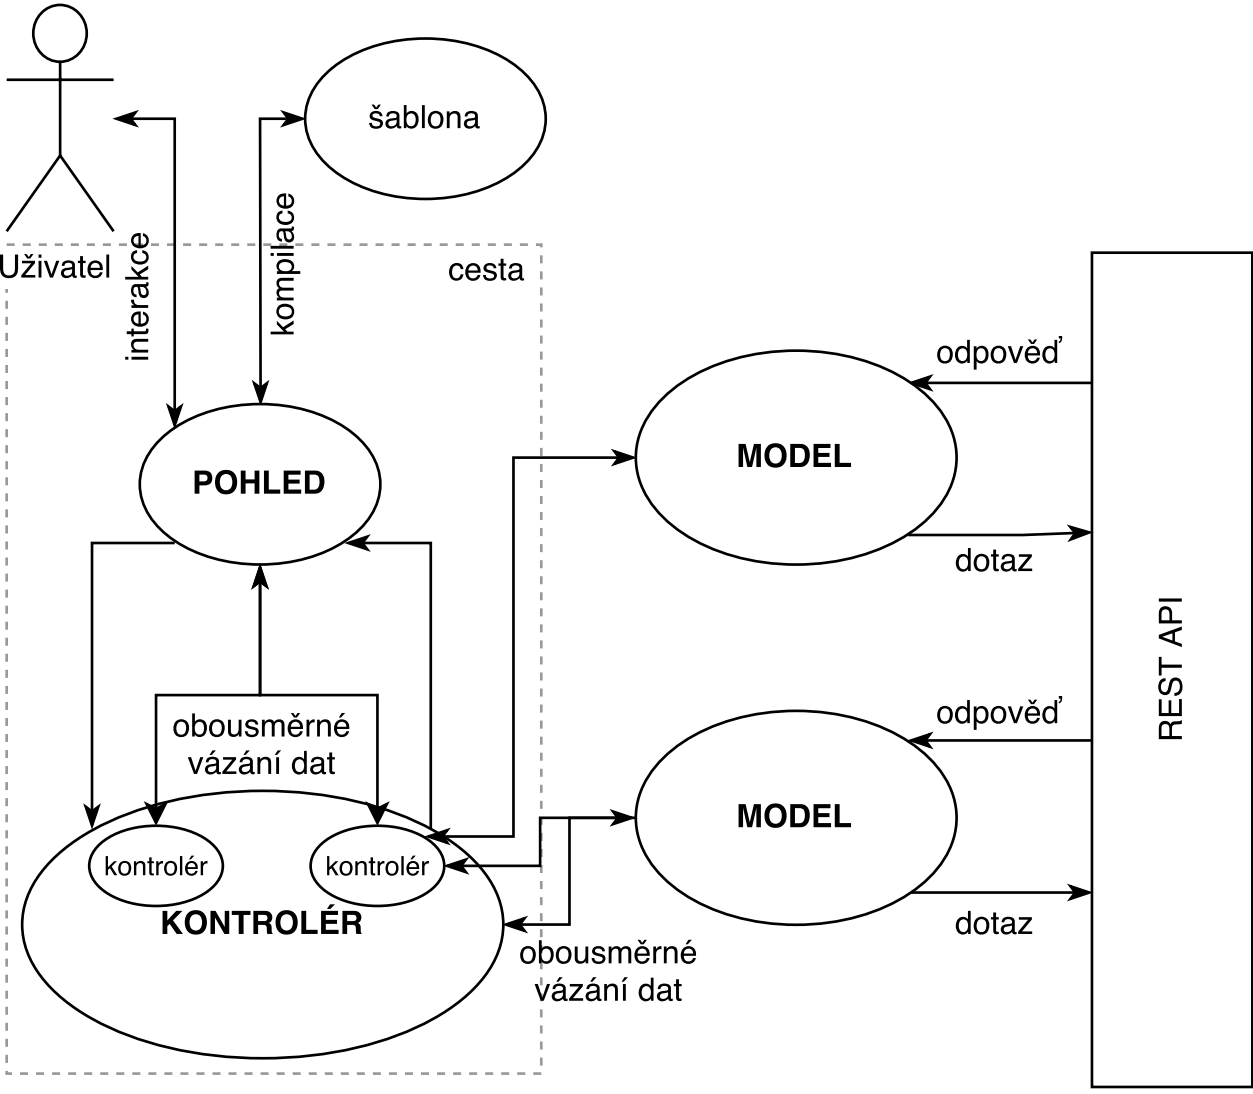 šablona
Uživatel
interakce
kompilace
cesta
odpověď
POHLED
MODEL
dotaz
REST API
odpověď
obousměrné
vázání dat
MODEL
kontrolér
kontrolér
KONTROLÉR
dotaz
obousměrné
vázání dat